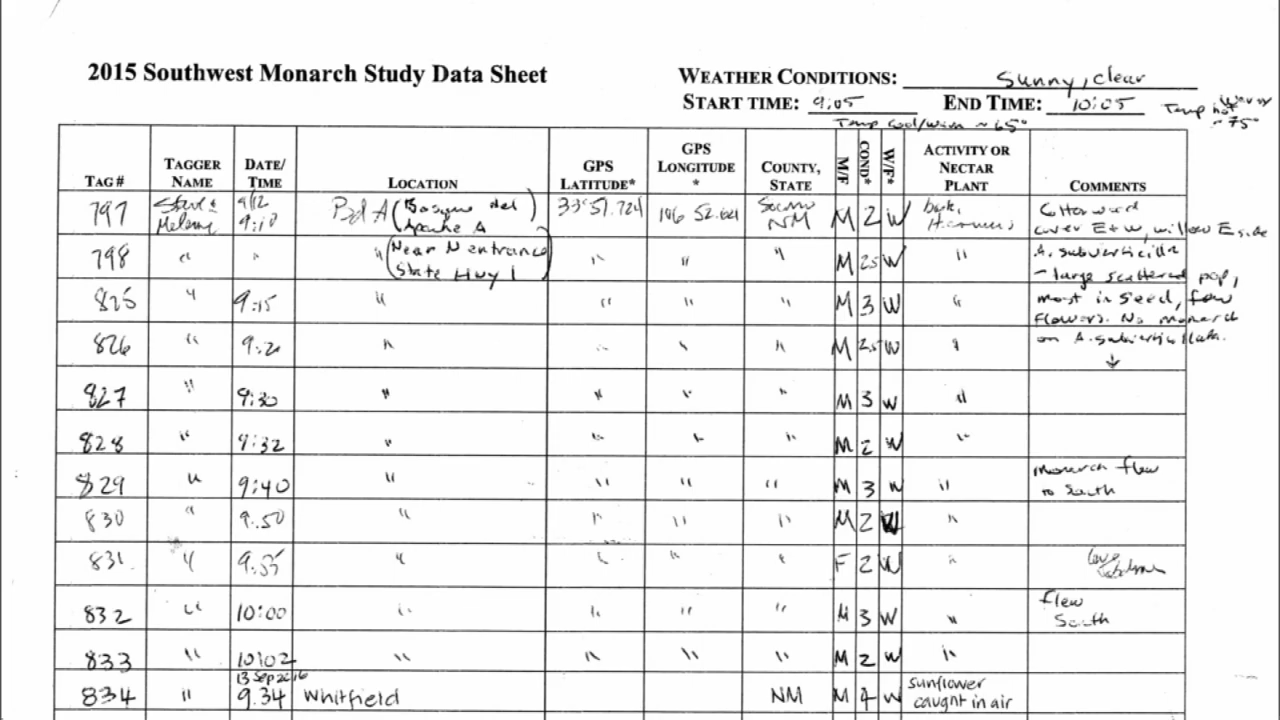 2015 Southwest Monarch Study Data Sheet
WEATHER CONDITIONS: Sunny, clear
START TIME: 9:05 END TIME: 10:05 Temp
~75°
Temp cool/warm ~65°
TAG # TAGGER NAME DATE/ TIME LOCATION GPS LATITUDE* GPS LONGITUDE * COUNTY, STATE M/F COND* W/F* ACTIVITY OR NECTAR PLANT COMMENTS
797 Steve & 9/12 9:10 BdA (Bosque del Apache 33°51.724 106 52. NM M 2 W Cottonwood
cover E+W, willow E side
798 " " " (Near N entrance State Hwy 1) " " " M 2.5 W " A. subverticillata
- large scattered pop,
825 " 9:15 " " " " M 3 W " most in seed, few
flowers. No monarch
826 " 9:20 " " " " M 2.5 W " on A. subverticillata.
↓
827 " 9:30 " " " " M 3 W "
828 " 9:32 " " " " M 2 W "
829 " 9:40 " " " " M 3 W " monarch flew
to South
830 " 9:50 " " " " M 2 W "
831 " 9:55 " " " " F 2 W "
832 " 10:00 " " " " M 3 W " flew
South
833 " 10:02 " " " " M 2 W "
13 Sep 2016
834 " 9.34 Whitfield NM M 4 W sunflower
caught in air